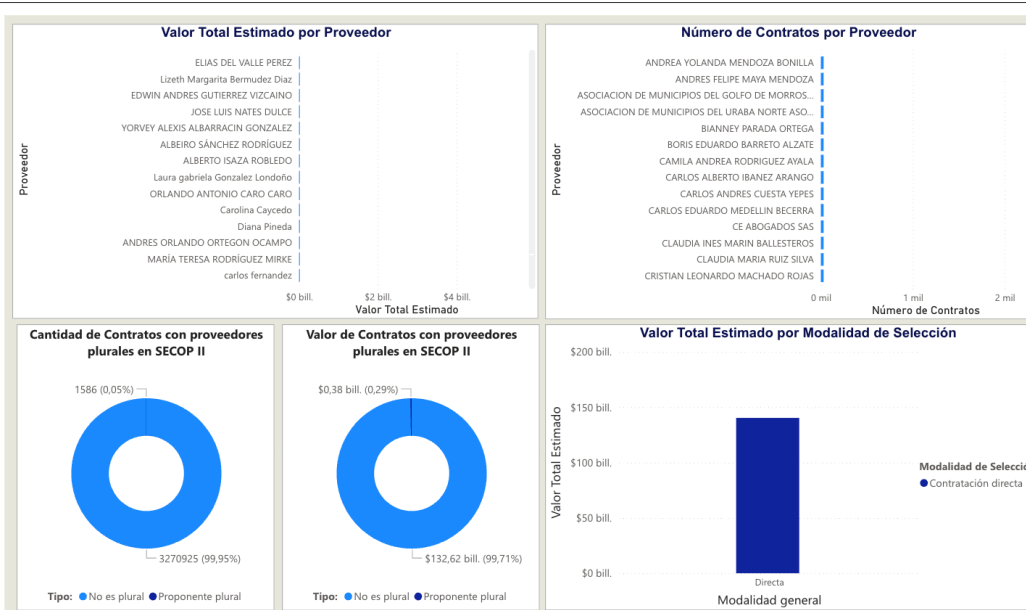 Valor Total Estimado por Proveedor
Proveedor
ELIAS DEL VALLE PEREZ
Lizeth Margarita Bermudez Diaz
EDWIN ANDRES GUTIERREZ VIZCAINO
JOSE LUIS NATES DULCE
YORVEY ALEXIS ALBARRACIN GONZALEZ
ALBEIRO SÁNCHEZ RODRÍGUEZ
ALBERTO ISAZA ROBLEDO
Laura gabriela Gonzalez Londoño
ORLANDO ANTONIO CARO CARO
Carolina Caycedo
Diana Pineda
ANDRES ORLANDO ORTEGON OCAMPO
MARÍA TERESA RODRÍGUEZ MIRKE
carlos fernandez
$0 bill. $2 bill. $4 bill.
Valor Total Estimado
Número de Contratos por Proveedor
Proveedor
ANDREA YOLANDA MENDOZA BONILLA
ANDRES FELIPE MAYA MENDOZA
ASOCIACION DE MUNICIPIOS DEL GOLFO DE MORROS...
ASOCIACION DE MUNICIPIOS DEL URABA NORTE ASO...
BIANNEY PARADA ORTEGA
BORIS EDUARDO BARRETO ALZATE
CAMILA ANDREA RODRIGUEZ AYALA
CARLOS ALBERTO IBANEZ ARANGO
CARLOS ANDRES CUESTA YEPES
CARLOS EDUARDO MEDELLIN BECERRA
CE ABOGADOS SAS
CLAUDIA INES MARIN BALLESTEROS
CLAUDIA MARIA RUIZ SILVA
CRISTIAN LEONARDO MACHADO ROJAS
0 mil 1 mil 2 mil
Número de Contratos
Cantidad de Contratos con proveedores
plurales en SECOP II
1586 (0,05%)
3270925 (99,95%)
Tipo: No es plural Proponente plural
Valor de Contratos con proveedores
plurales en SECOP II
$0,38 bill. (0,29%)
$132,62 bill. (99,71%)
Tipo: No es plural Proponente plural
Valor Total Estimado por Modalidad de Selección
Valor Total Estimado
$200 bill.
$150 bill.
$100 bill.
$50 bill.
$0 bill.
Directa
Modalidad general
Modalidad de Selecció
Contratación directa